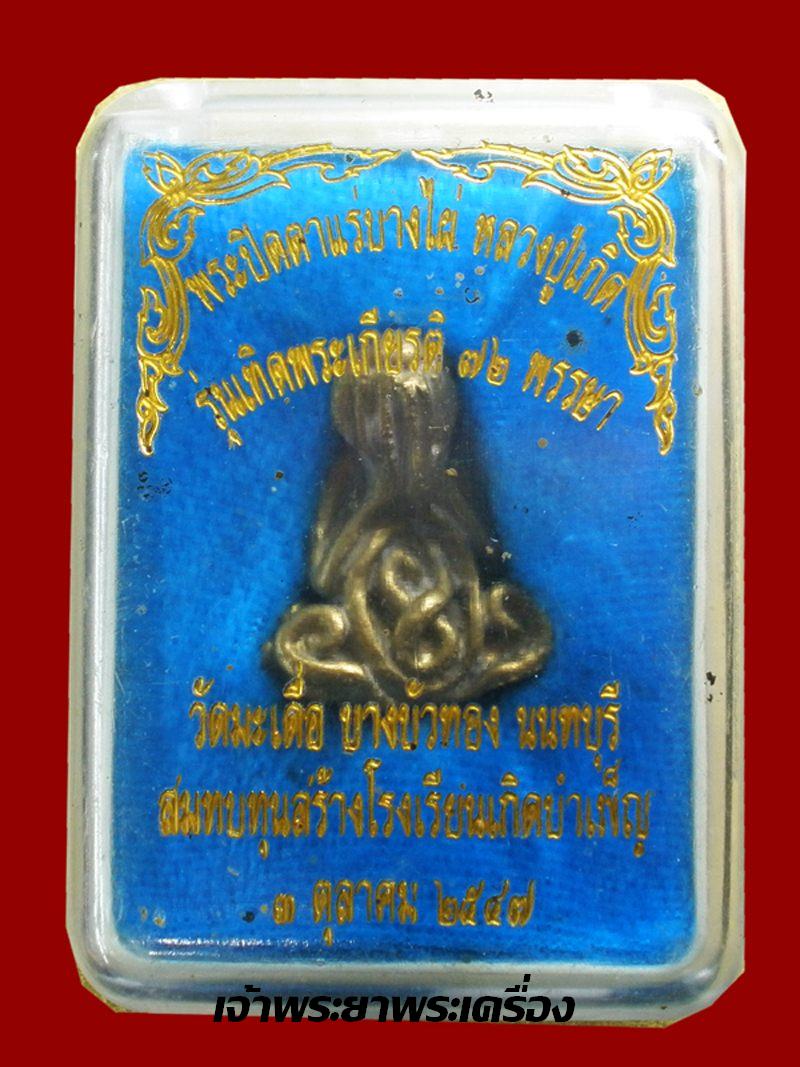 พระปิดตาแร่บางไผ่ หลวงปู่เกิด
รุ่นเทิดพระเกียรติ ๗๒ พรรษา
วัดมะเดื่อ บางบัวทอง นนทบุรี
สมทบทุนสร้างโรงเรียนเกิดบำเพ็ญ
๓ ตุลาคม ๒๕๔๗
เจ้าพระยาพระเครื่อง